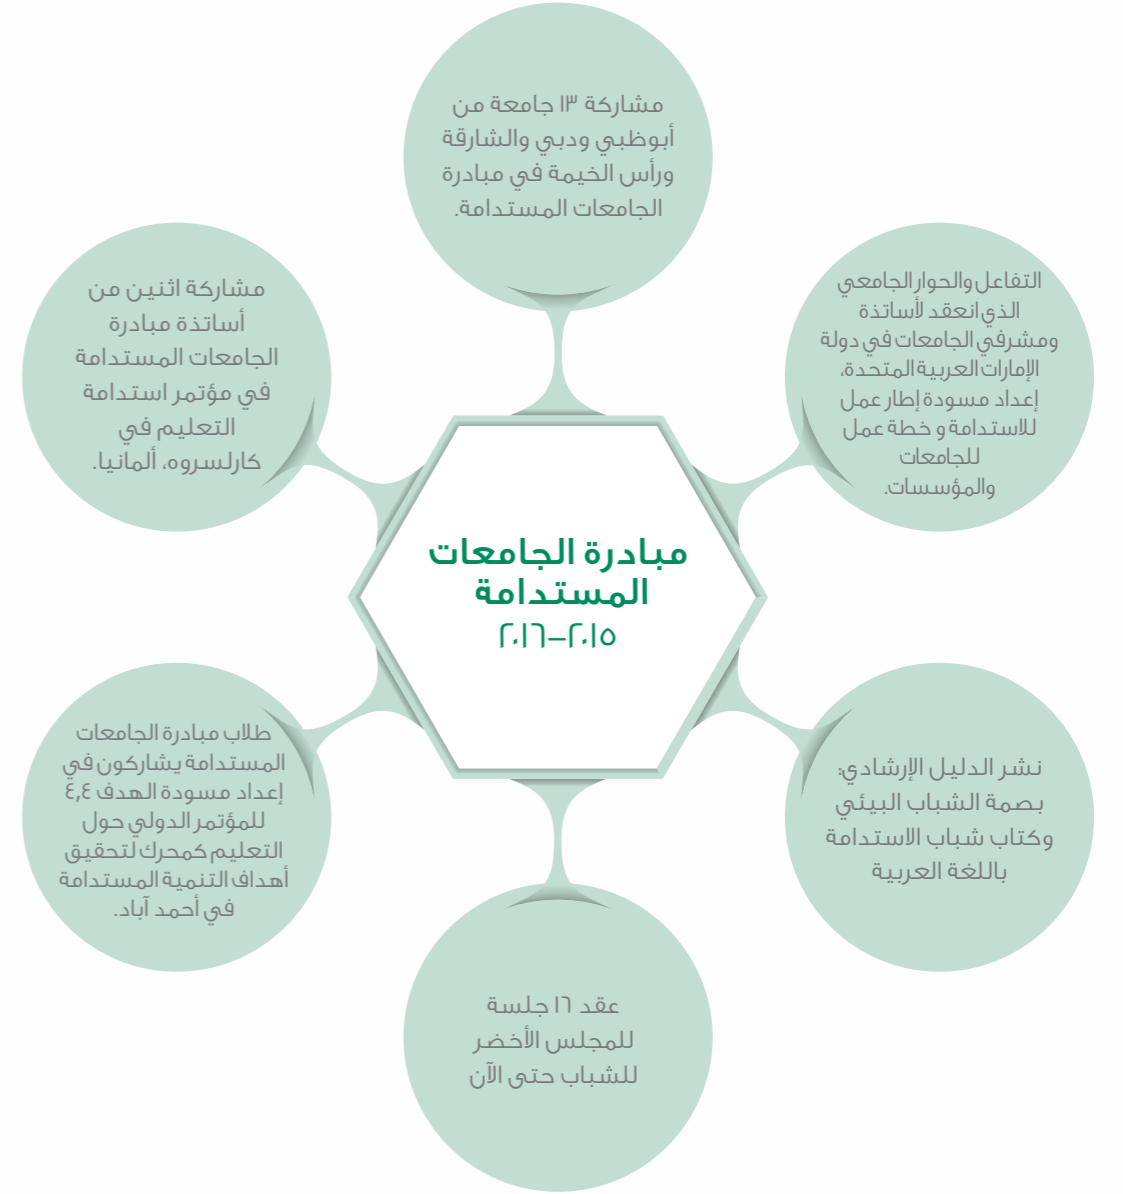 مشاركة ١٣ جامعة من
أبوظبي ودبي والشارقة
ورأس الخيمة في مبادرة
الجامعات المستدامة.
التفاعل والحوار الجامعي
الذي انعقد لأساتذة
ومشرفي الجامعات في دولة
الإمارات العربية المتحدة،
إعداد مسودة إطار عمل
للاستدامة و خطة عمل
للجامعات
والمؤسسات.
مشاركة اثنين من
أساتذة مبادرة
الجامعات المستدامة
في مؤتمر استدامة
التعليم في
كارلسروه، ألمانيا.
مبادرة الجامعات
المستدامة
٢٠١٥–٢٠١٦
نشر الدليل الإرشادي:
بصمة الشباب البيئي
وكتاب شباب الاستدامة
باللغة العربية
طلاب مبادرة الجامعات
المستدامة يشاركون في
إعداد مسودة الهدف ٤,٤
للمؤتمر الدولي حول
التعليم كمحرك لتحقيق
أهداف التنمية المستدامة
في أحمد آباد.
عقد ١٦ جلسة
للمجلس الأخضر
للشباب حتى الآن